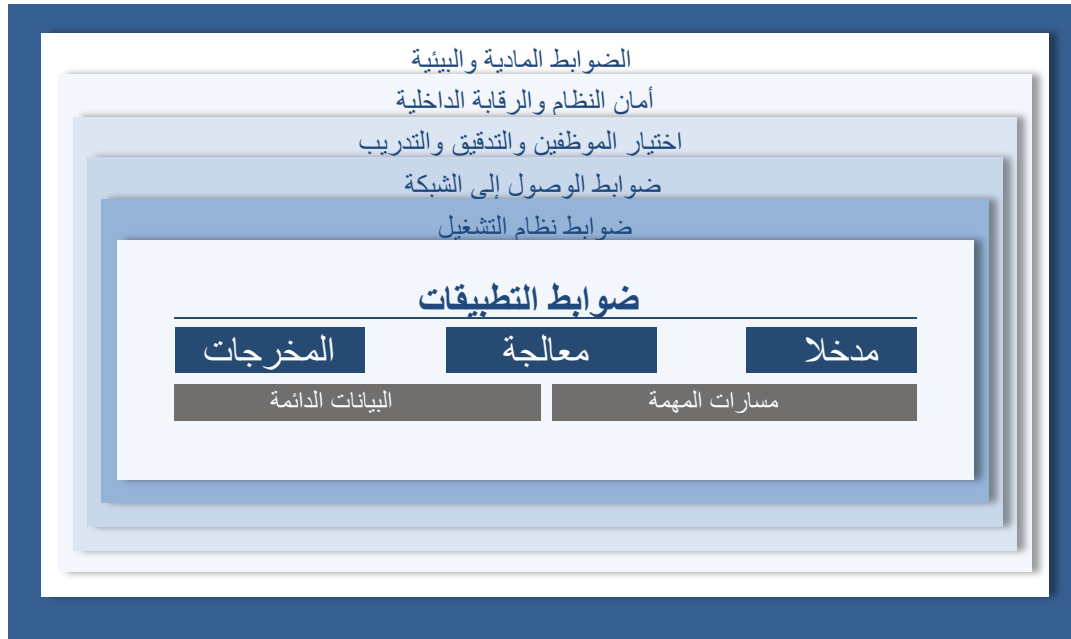 الضوابط المادية والبيئية
أمان النظام والرقابة الداخلية
اختيار الموظفين والتدقيق والتدريب
ضوابط الوصول إلى الشبكة
ضوابط نظام التشغيل
ضوابط التطبيقات
مدخلا
معالجة
المخرجات
مسارات المهمة
البيانات الدائمة